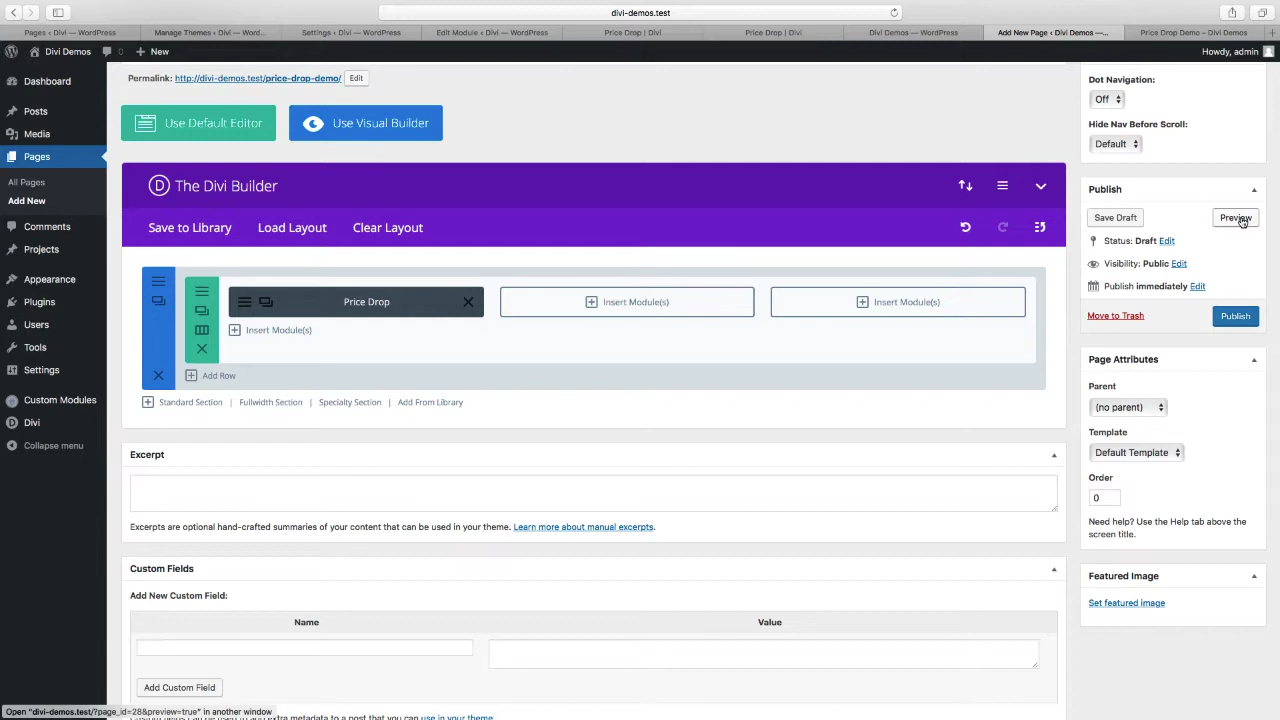 divi-demos.test
Pages ‹ Divi — WordPress
Manage Themes ‹ Divi — Word...
Settings ‹ Divi — WordPress
Edit Module ‹ Divi — WordPress
Price Drop | Divi
Price Drop | Divi
Divi Demos — WordPress
Add New Page ‹ Divi Demos —...
Price Drop Demo – Divi Demos
Divi Demos
New
Howdy, admin
Dashboard
Posts
Media
Pages
All Pages
Add New
Comments
Projects
Appearance
Plugins
Users
Tools
Settings
Custom Modules
Divi
Collapse menu
Permalink: http://divi-demos.test/price-drop-demo/ Edit
Use Default Editor
Use Visual Builder
D The Divi Builder
Save to Library
Load Layout
Clear Layout
Price Drop
Insert Module(s)
Insert Module(s)
Insert Module(s)
Add Row
Standard Section | Fullwidth Section | Specialty Section | Add From Library
Excerpt
Excerpts are optional hand-crafted summaries of your content that can be used in your theme. Learn more about manual excerpts.
Custom Fields
Add New Custom Field:
Name
Value
Add Custom Field
Custom fields can be used to add extra metadata to a post that you can use in your theme.
Open "divi-demos.test/?page_id=28&preview=true" in another window
Dot Navigation:
Off
Hide Nav Before Scroll:
Default
Publish
Save Draft
Preview
Status: Draft Edit
Visibility: Public Edit
Publish immediately Edit
Move to Trash
Publish
Page Attributes
Parent
(no parent)
Template
Default Template
Order
0
Need help? Use the Help tab above the
screen title.
Featured Image
Set featured image